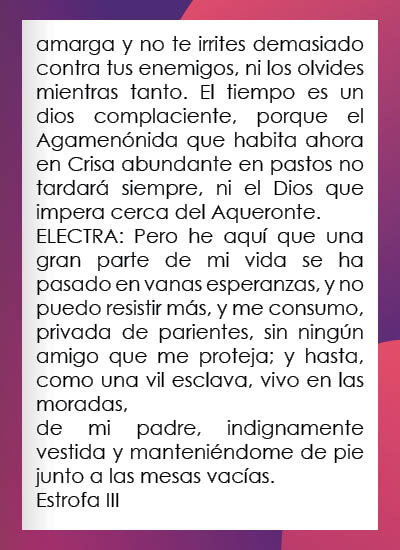 amarga y no te irrites demasiado
contra tus enemigos, ni los olvides
mientras tanto. El tiempo es un
dios complaciente, porque el
Agamenónida que habita ahora
en Crisa abundante en pastos no
tardará siempre, ni el Dios que
impera cerca del Aqueronte.
ELECTRA: Pero he aquí que una
gran parte de mi vida se ha
pasado en vanas esperanzas, y no
puedo resistir más, y me consumo,
privada de parientes, sin ningún
amigo que me proteja; y hasta,
como una vil esclava, vivo en las
moradas,
de mi padre, indignamente
vestida y manteniéndome de pie
junto a las mesas vacías.
Estrofa III